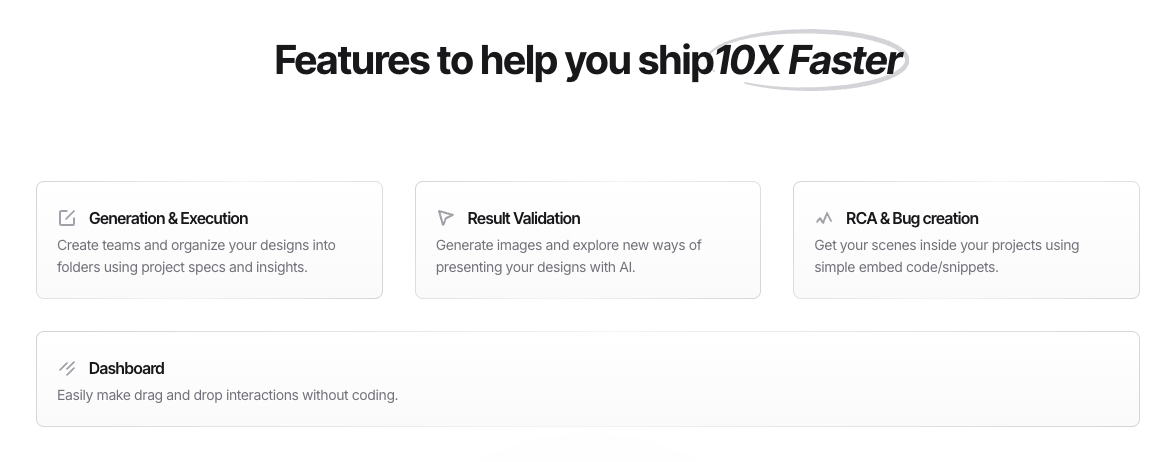 Features to help you ship 10X Faster
Generation & Execution
Create teams and organize your designs into
folders using project specs and insights.
Result Validation
Generate images and explore new ways of
presenting your designs with AI.
RCA & Bug creation
Get your scenes inside your projects using
simple embed code/snippets.
Dashboard
Easily make drag and drop interactions without coding.